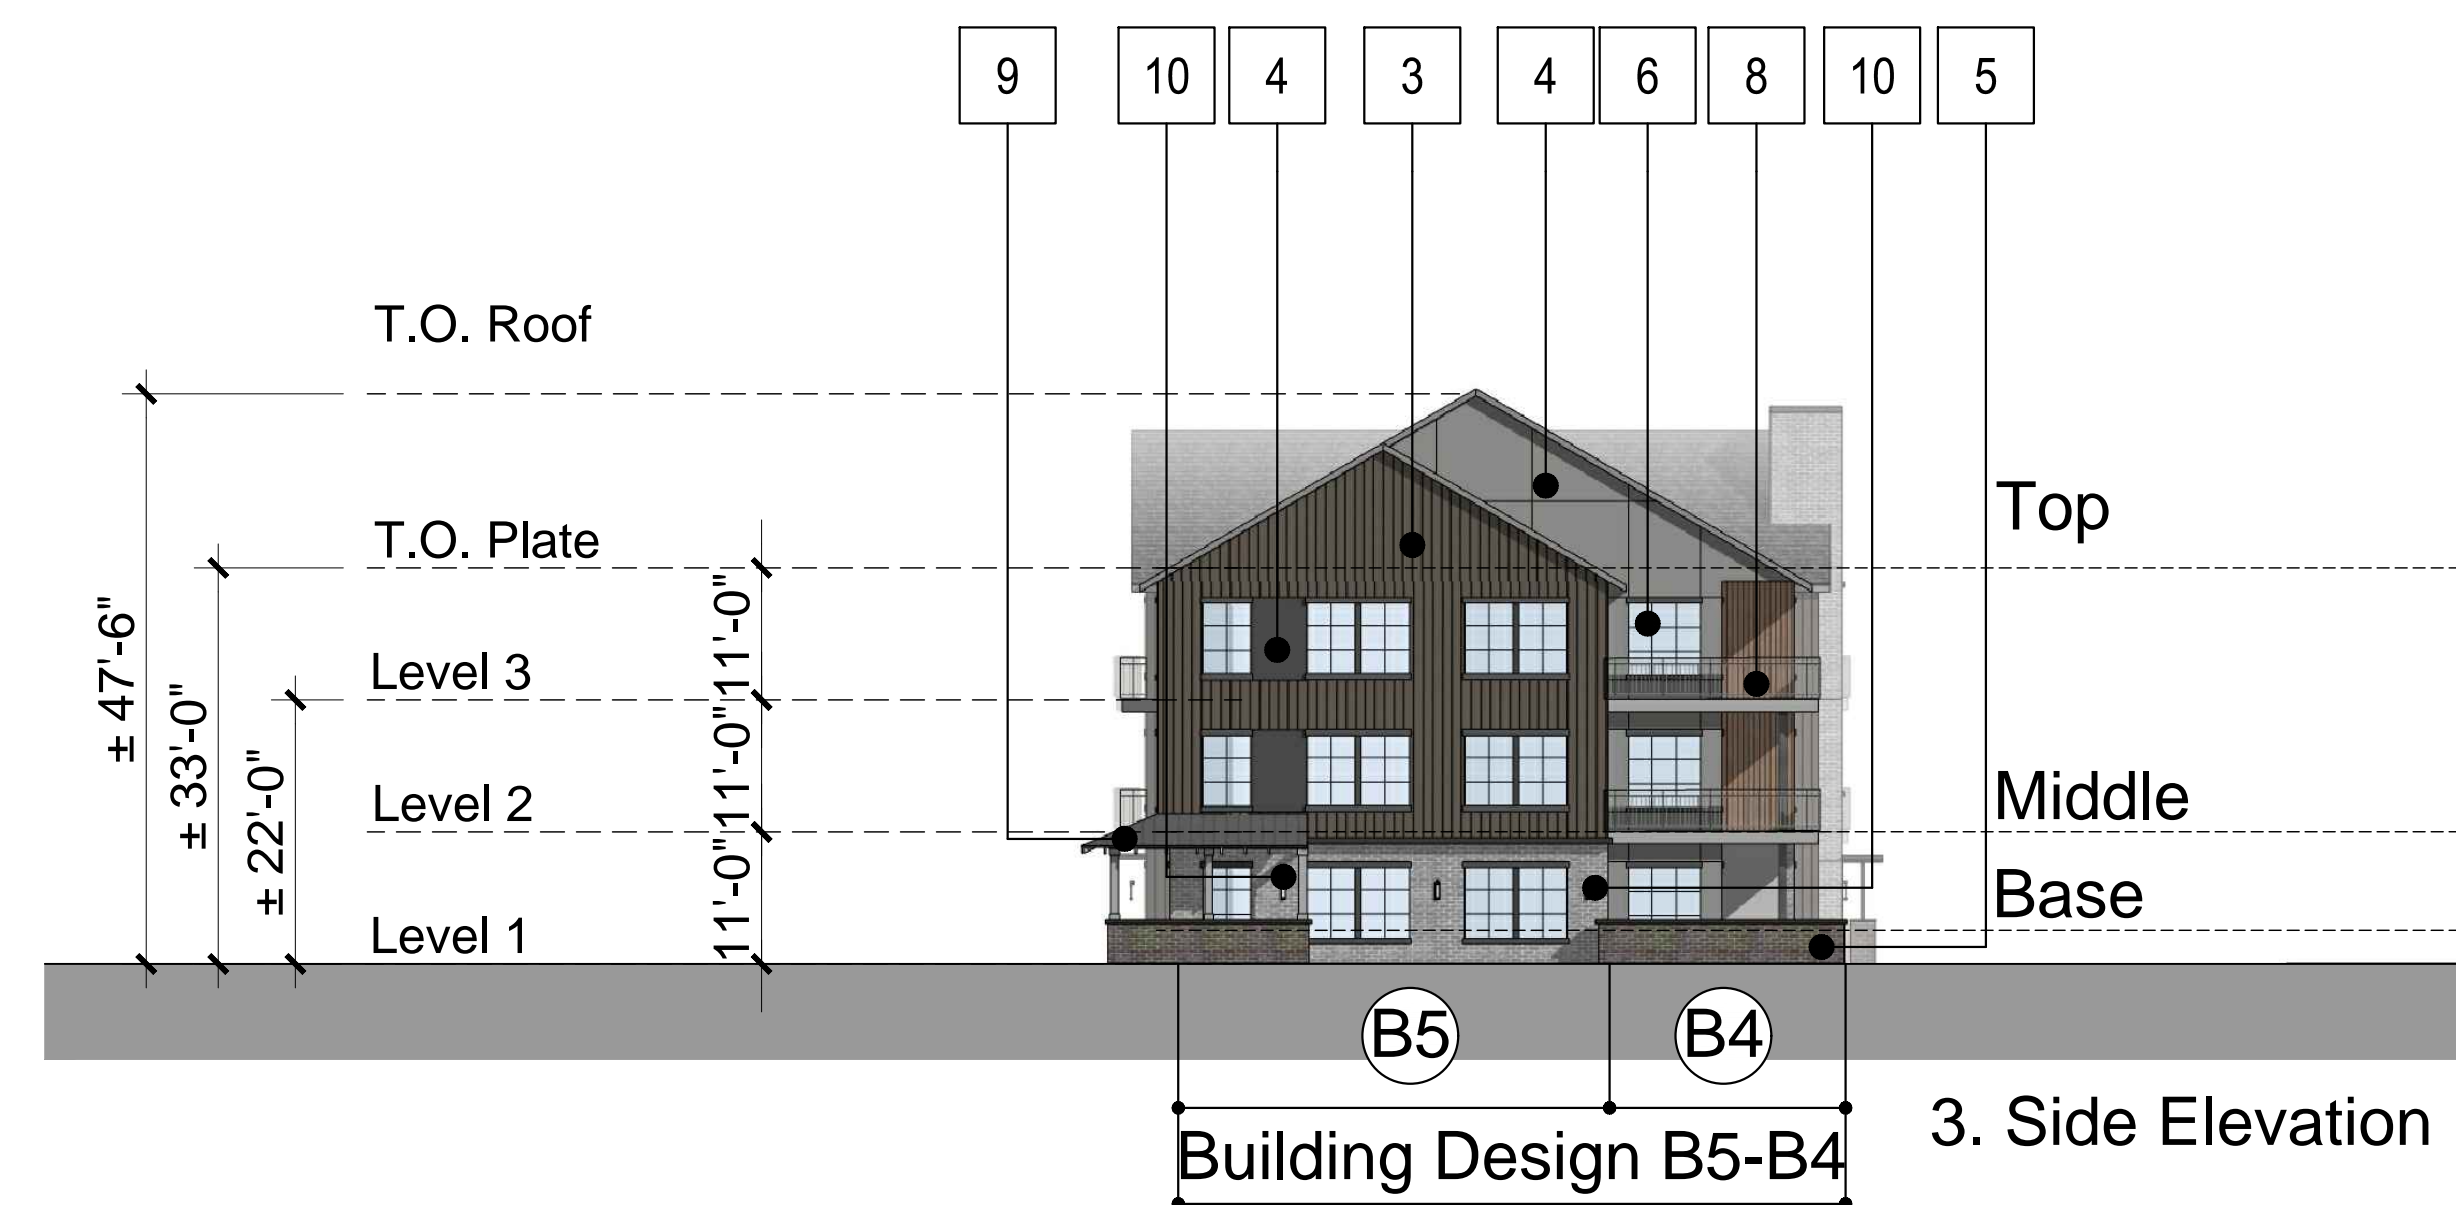 9 10 4 3 4 6 8 10 5
T.O. Roof
T.O. Plate
Level 3
Level 2
Level 1
± 47'-6"
± 33'-0"
± 22'-0"
11'-0"
11'-0"
11'-0"
Top
Middle
Base
B5 B4
Building Design B5-B4
3. Side Elevation